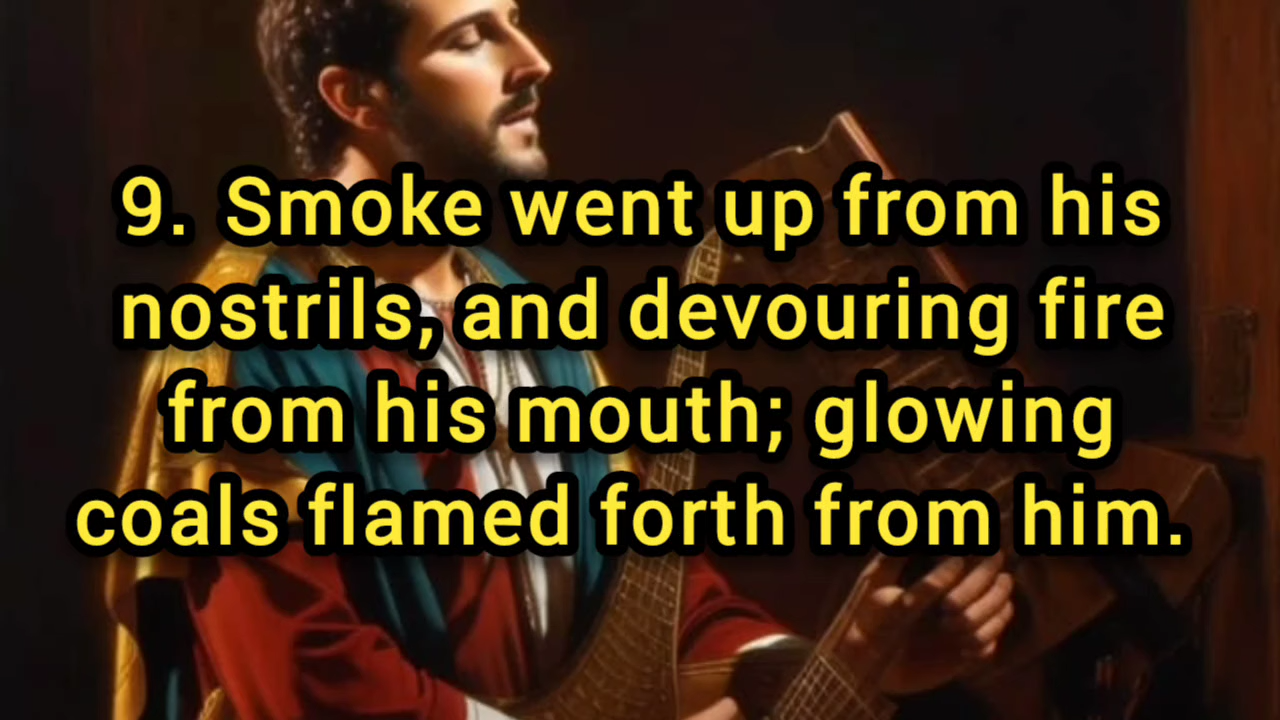 9. Smoke went up from his
nostrils, and devouring fire
from his mouth; glowing
coals flamed forth from him.